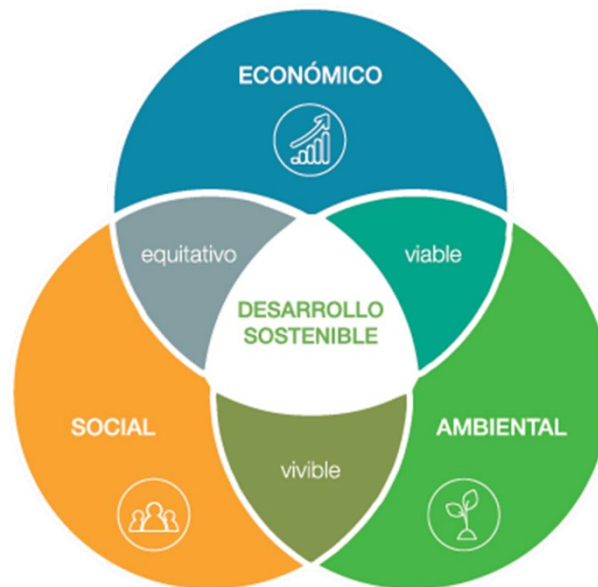 ECONÓMICO
equitativo
viable
DESARROLLO
SOSTENIBLE
SOCIAL
AMBIENTAL
vivible